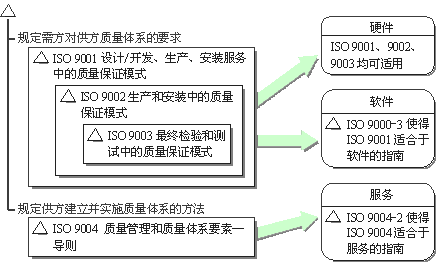 规定需方对供方质量体系的要求
ISO 9001 设计/开发、生产、安装服务
中的质量保证模式
ISO 9002 生产和安装中的质量
保证模式
ISO 9003 最终检验和测
试中的质量保证模式
规定供方建立并实施质量体系的方法
ISO 9004 质量管理和质量体系要素一
导则
硬件
ISO 9001、9002、
9003 均可适用
软件
ISO 9000-3 使得
ISO 9001 适合于
软件的指南
服务
ISO 9004-2 使得
ISO 9004 适合于
服务的指南